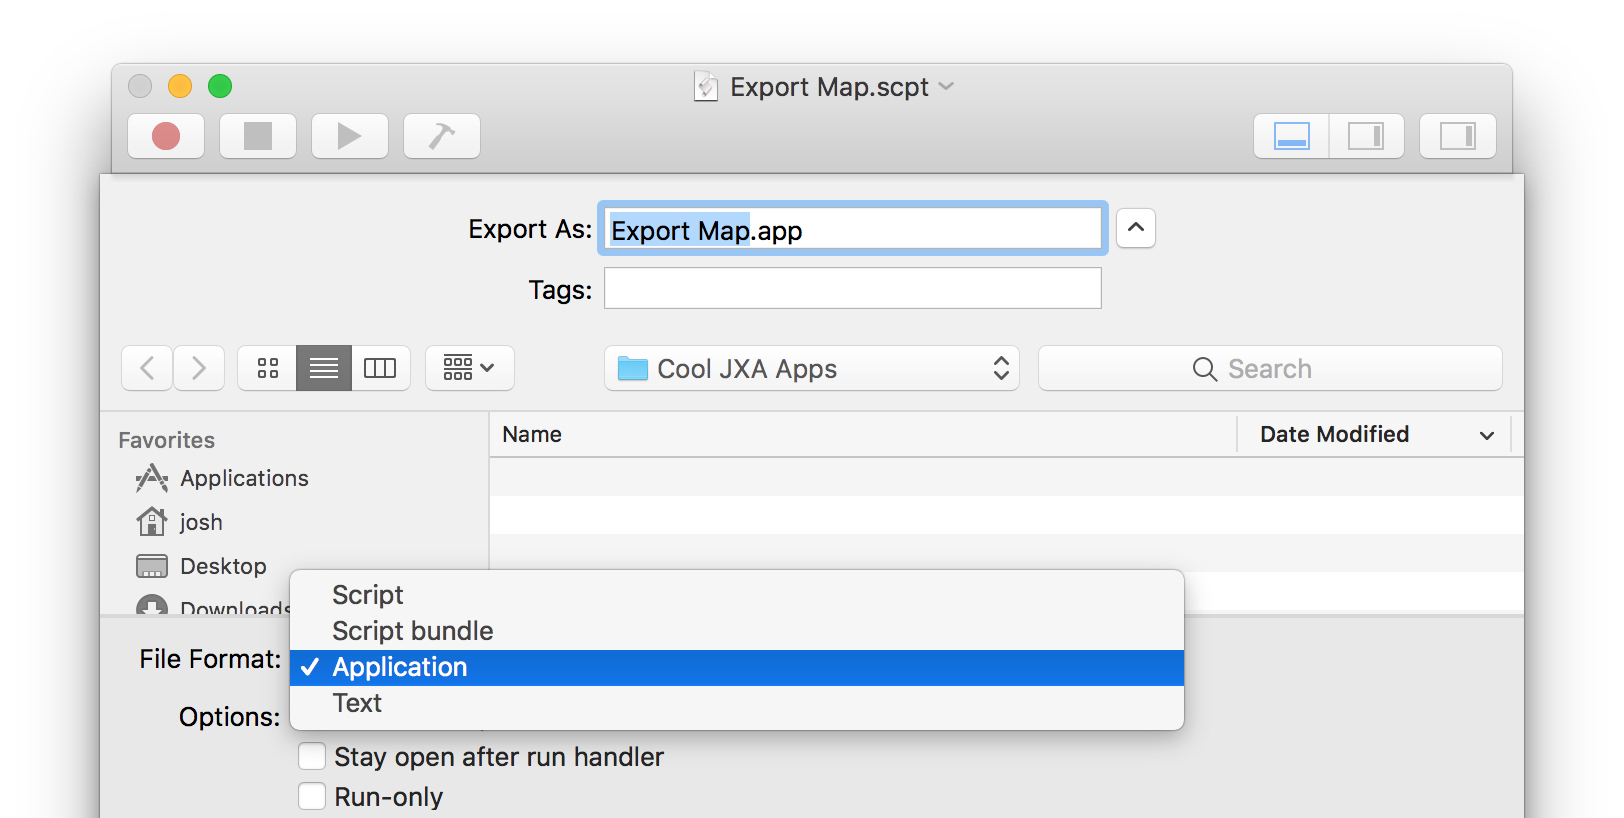 Export Map.scpt
Export As: Export Map.app
Tags:
Cool JXA Apps
Search
Favorites
Name
Date Modified
Applications
josh
Desktop
Downloads
Script
Script bundle
File Format:
✓ Application
Text
Options:
Stay open after run handler
Run-only